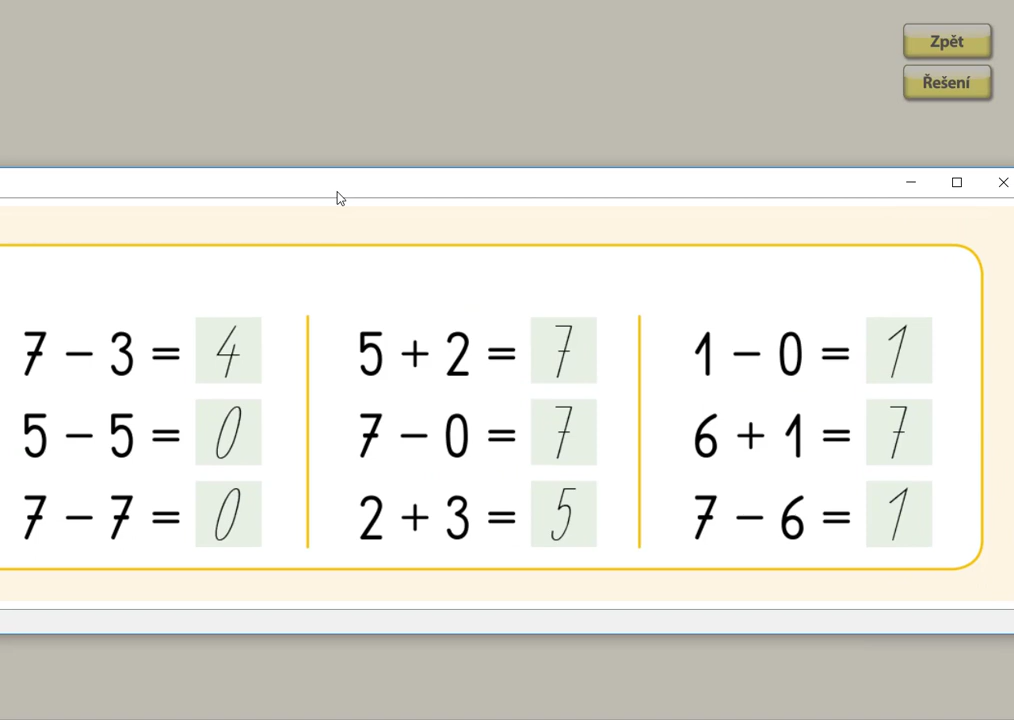 Zpět
Řešení
7 − 3 = 4
5 − 5 = 0
7 − 7 = 0
5 + 2 = 7
7 − 0 = 7
2 + 3 = 5
1 − 0 = 1
6 + 1 = 7
7 − 6 = 1